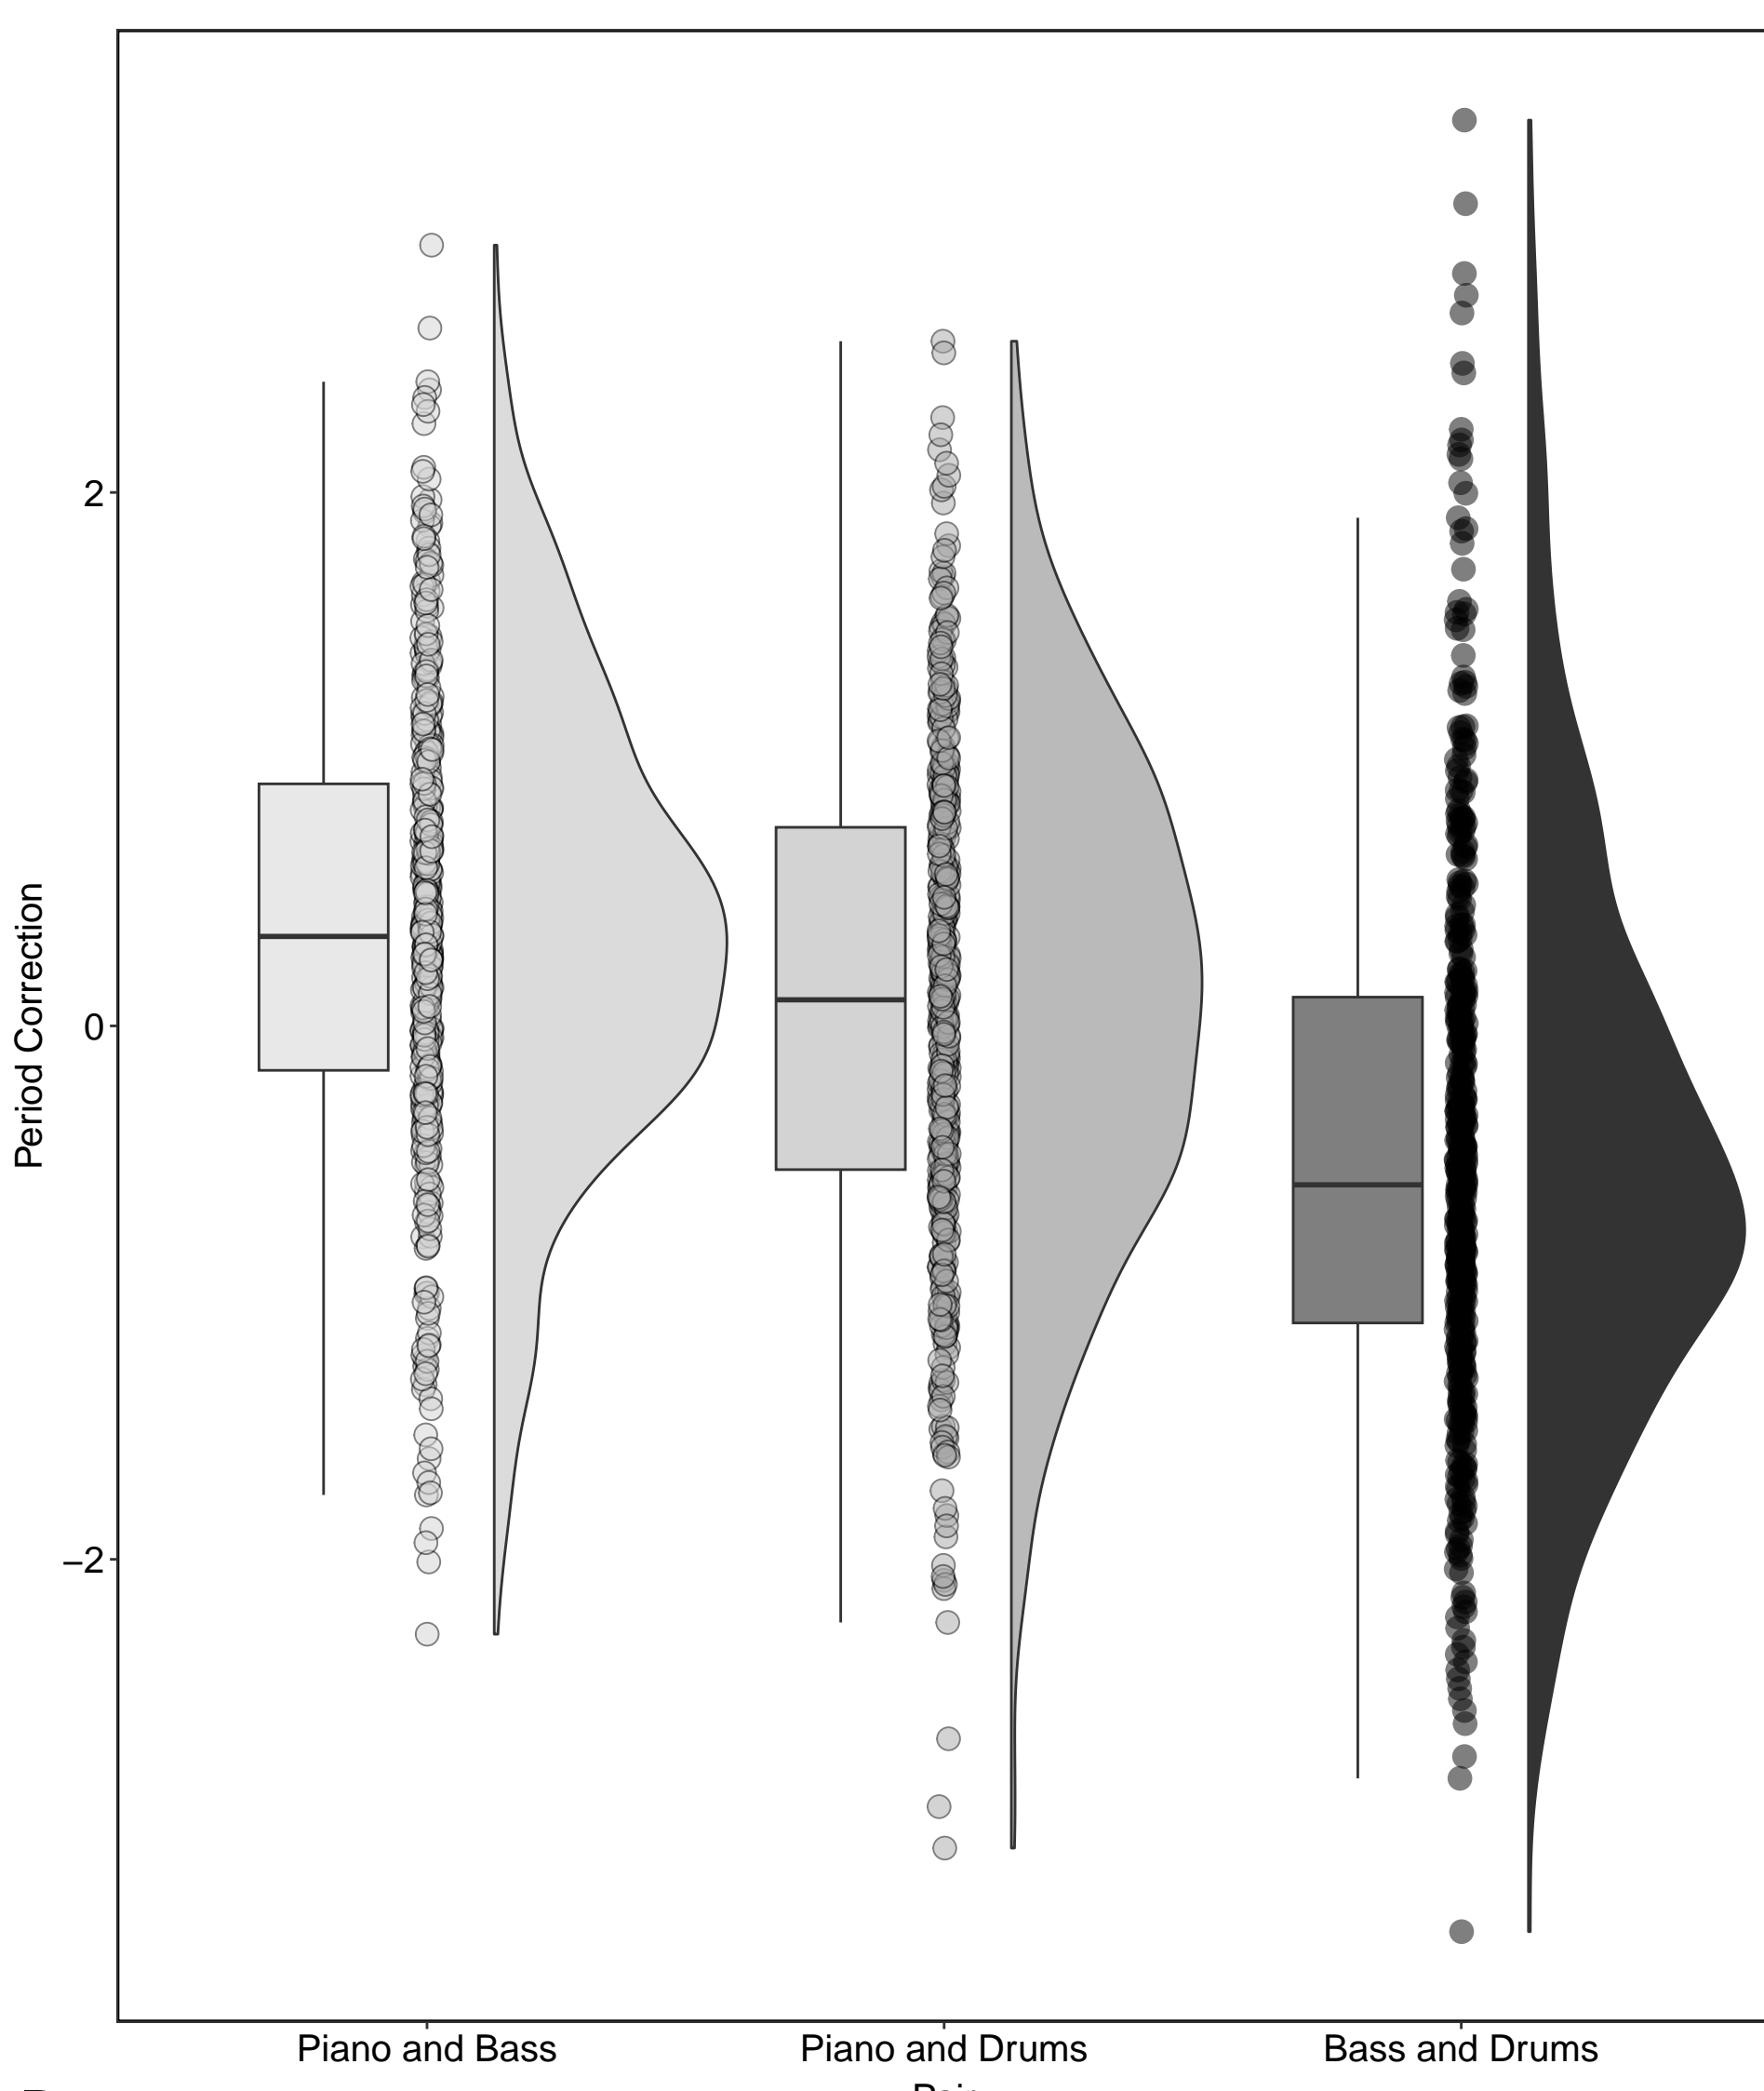 2
0
−2
Period Correction
Piano and Bass
Piano and Drums
Bass and Drums